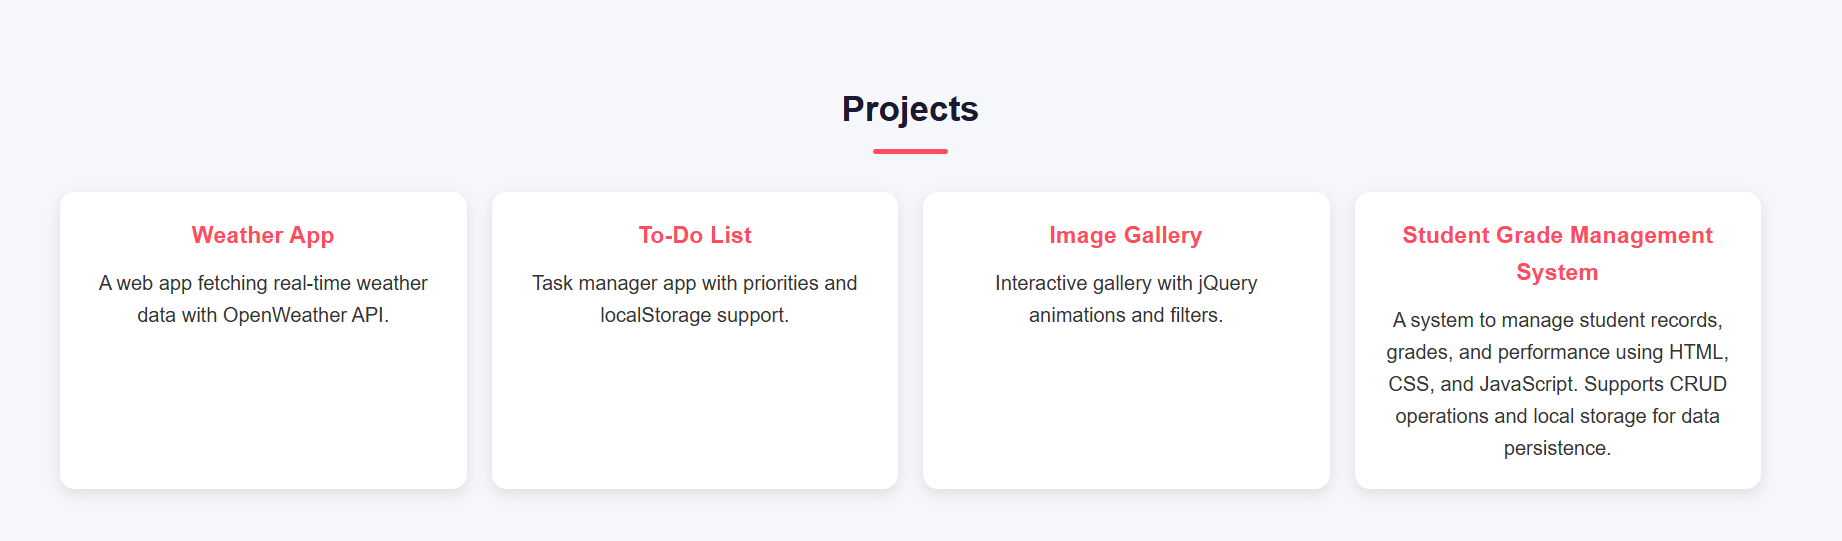 Projects
Weather App
A web app fetching real-time weather
data with OpenWeather API.
To-Do List
Task manager app with priorities and
localStorage support.
Image Gallery
Interactive gallery with jQuery
animations and filters.
Student Grade Management
System
A system to manage student records,
grades, and performance using HTML,
CSS, and JavaScript. Supports CRUD
operations and local storage for data
persistence.